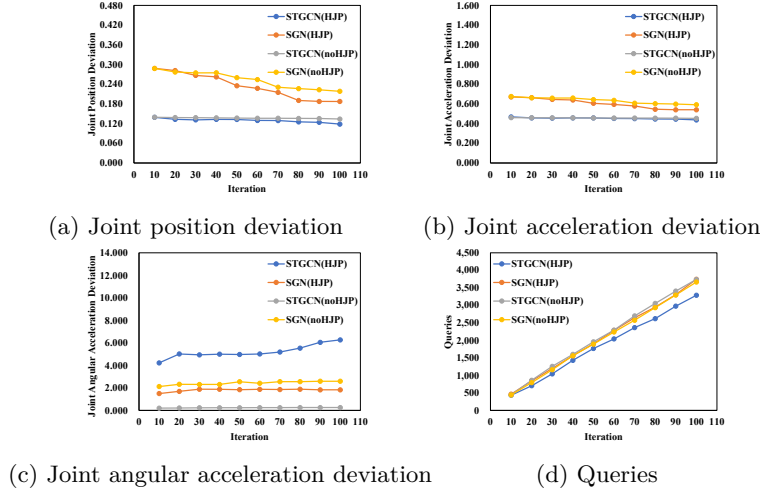 0.480
0.420
0.360
0.300
0.240
0.180
0.120
0.060
0.000
Joint Position Deviation
STGCN(HJP)
SGN(HJP)
STGCN(noHJP)
SGN(noHJP)
0 10 20 30 40 50 60 70 80 90 100 110
Iteration
(a) Joint position deviation
1.600
1.400
1.200
1.000
0.800
0.600
0.400
0.200
0.000
Joint Acceleration Deviation
STGCN(HJP)
SGN(HJP)
STGCN(noHJP)
SGN(noHJP)
0 10 20 30 40 50 60 70 80 90 100 110
Iteration
(b) Joint acceleration deviation
14.000
12.000
10.000
8.000
6.000
4.000
2.000
0.000
Joint Angular Acceleration Deviation
STGCN(HJP)
SGN(HJP)
STGCN(noHJP)
SGN(noHJP)
0 10 20 30 40 50 60 70 80 90 100 110
Iteration
(c) Joint angular acceleration deviation
4,500
4,000
3,500
3,000
2,500
2,000
1,500
1,000
500
0
Queries
STGCN(HJP)
SGN(HJP)
STGCN(noHJP)
SGN(noHJP)
0 10 20 30 40 50 60 70 80 90 100 110
Iteration
(d) Queries